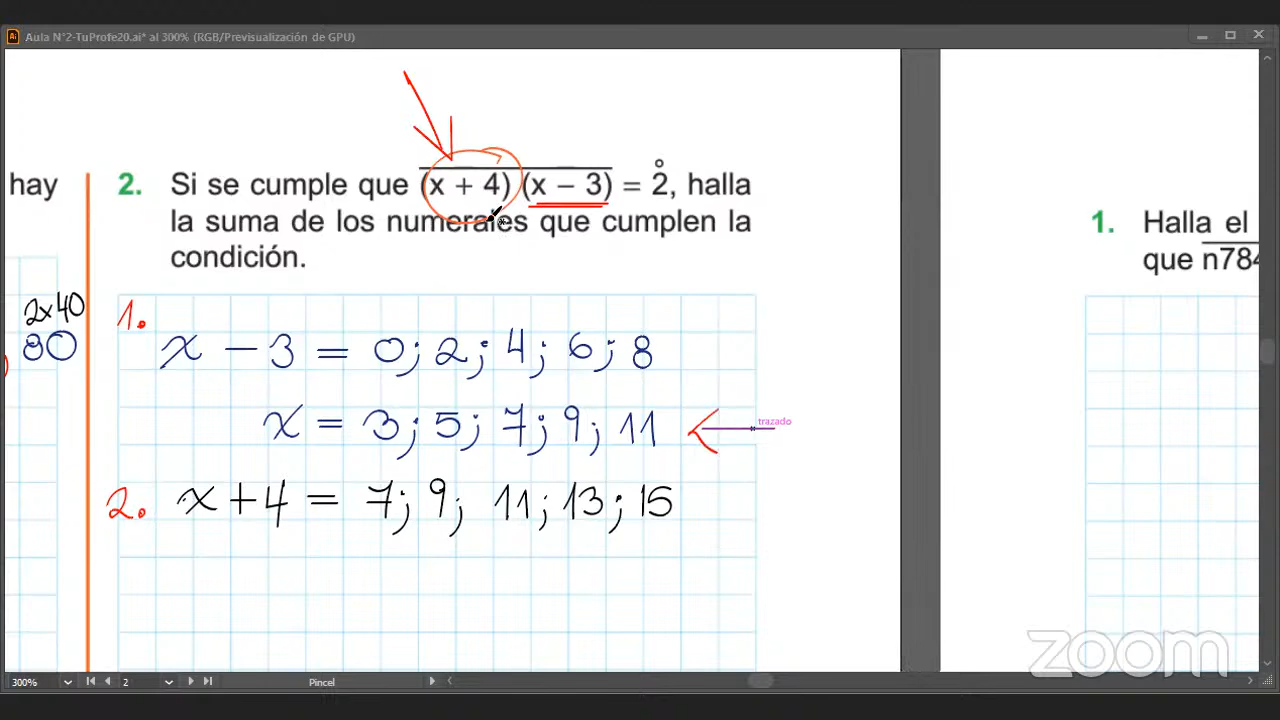 Aula N°2-TuProfe20.ai* al 300% (RGB/Previsualización de GPU)
hay
2. Si se cumple que (x + 4) (x – 3) = 2̊, halla
la suma de los numerales que cumplen la
condición.
2x40
80
1.
x - 3 = 0; 2; 4; 6; 8
x = 3; 5; 7; 9; 11
trazado
2. x + 4 = 7; 9; 11; 13; 15
1. Halla el
que n784
zoom
300%
2
Pincel